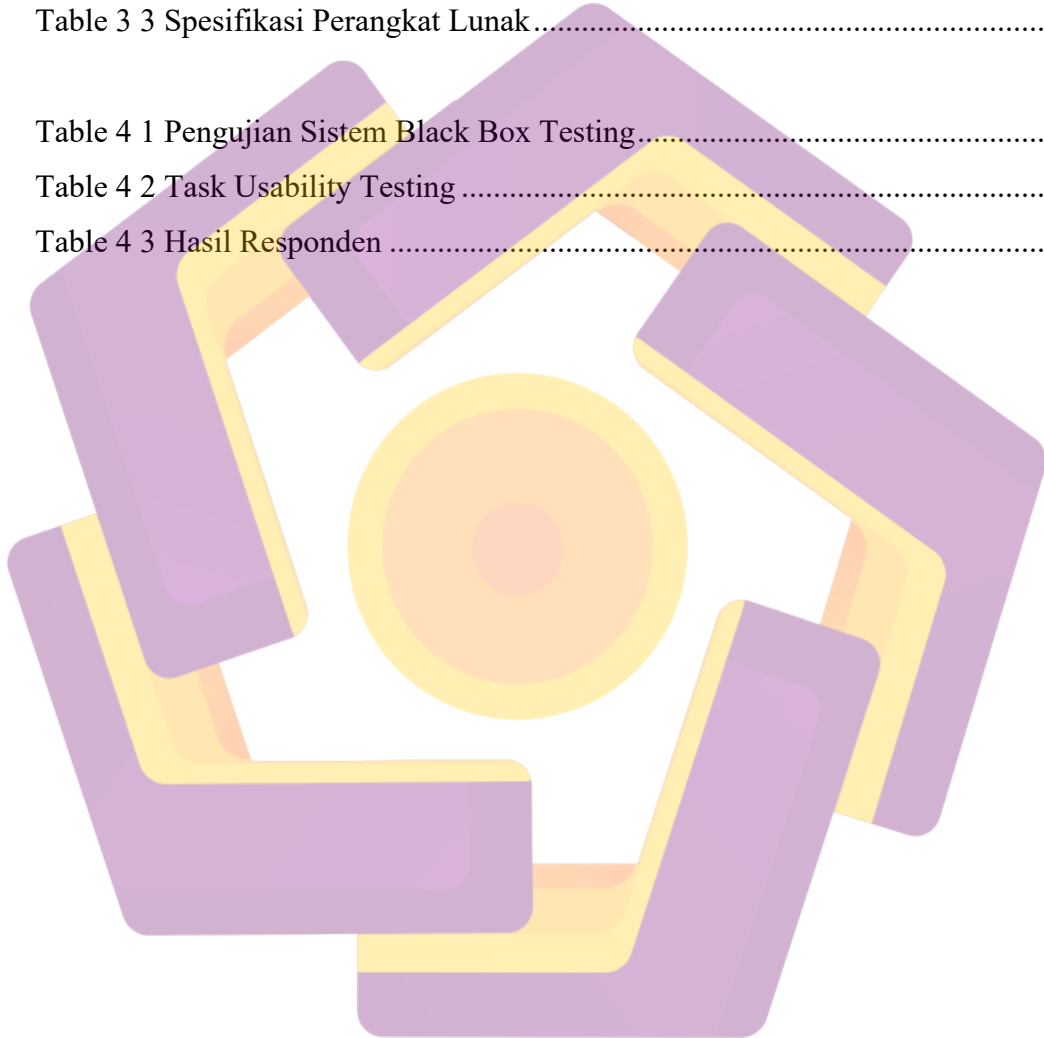 Table 3 3 Spesifikasi Perangkat Lunak............................................................
Table 4 1 Pengujian Sistem Black Box Testing................................................
Table 4 2 Task Usability Testing.....................................................................
Table 4 3 Hasil Responden..............................................................................